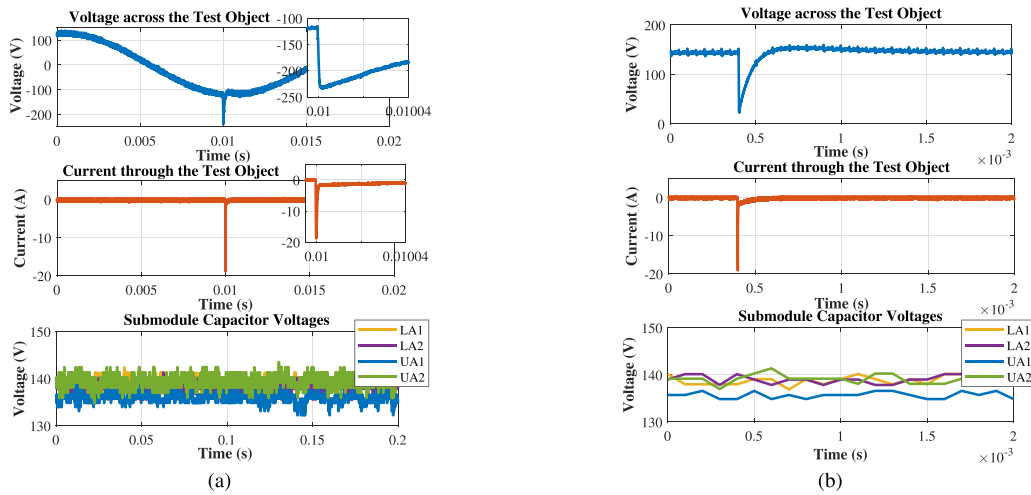 Voltage across the Test Object
Voltage (V)
100
0
-100
-200
0
0.005
0.01
0.015
0.02
Time (s)
-100
-150
-200
-250
0.01
0.01004
Current through the Test Object
Current (A)
0
-10
-20
0
0.005
0.01
0.015
0.02
Time (s)
0
-10
-20
0.01
0.01004
Submodule Capacitor Voltages
Voltage (V)
150
140
130
0
0.05
0.1
0.15
0.2
Time (s)
LA1
LA2
UA1
UA2
(a)
Voltage across the Test Object
Voltage (V)
200
100
0
0
0.5
1
1.5
2
Time (s)
×10⁻³
Current through the Test Object
Current (A)
0
-10
-20
0
0.5
1
1.5
2
Time (s)
×10⁻³
Submodule Capacitor Voltages
Voltage (V)
150
140
130
0
0.5
1
1.5
2
Time (s)
×10⁻³
LA1
LA2
UA1
UA2
(b)